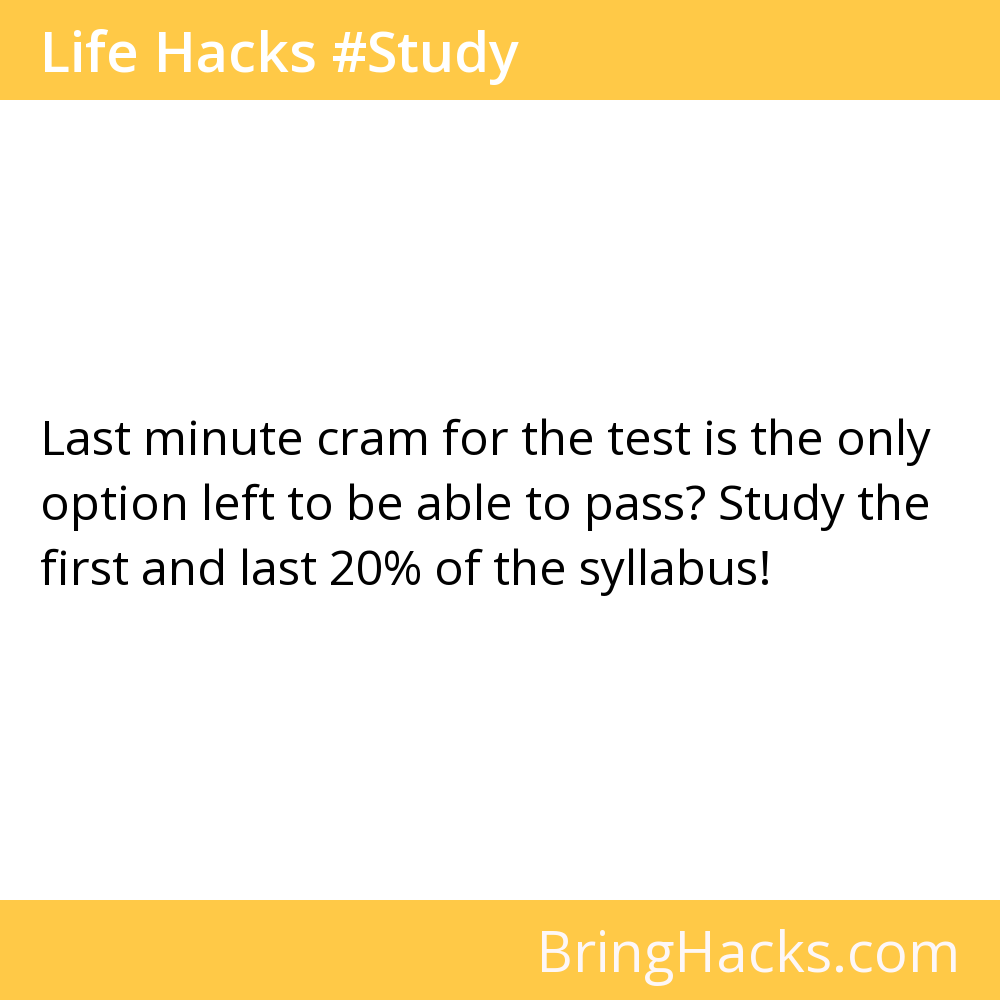 Life Hacks #Study
Last minute cram for the test is the only
option left to be able to pass? Study the
first and last 20% of the syllabus!
BringHacks.com